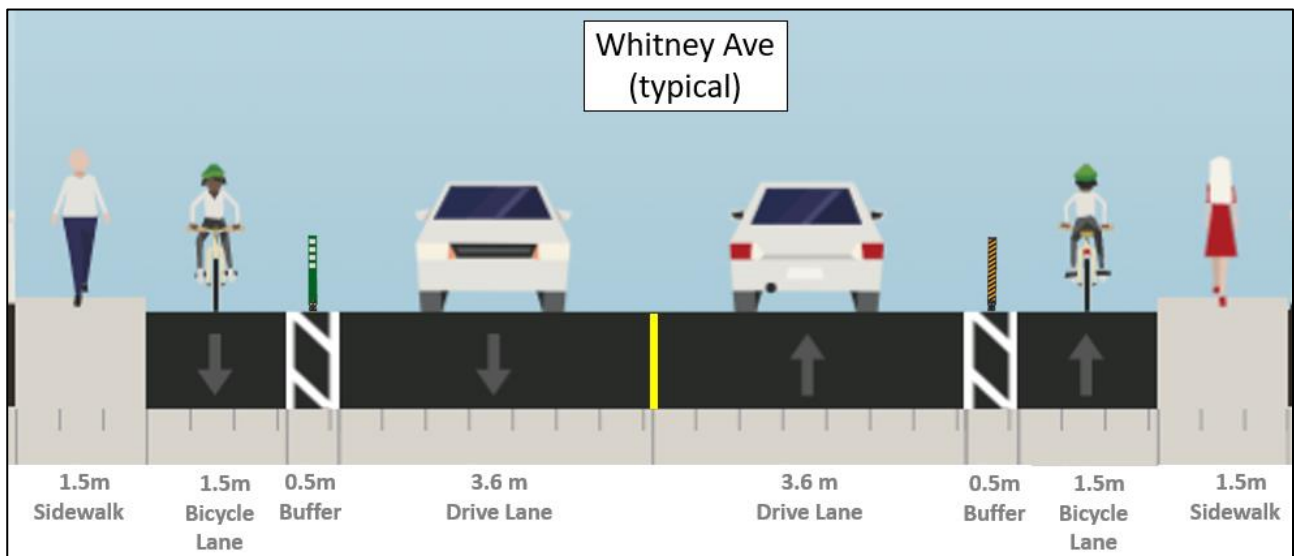 Whitney Ave
(typical)
1.5m
Sidewalk
1.5m
Bicycle
Lane
0.5m
Buffer
3.6 m
Drive Lane
3.6 m
Drive Lane
0.5m
Buffer
1.5m
Bicycle
Lane
1.5m
Sidewalk